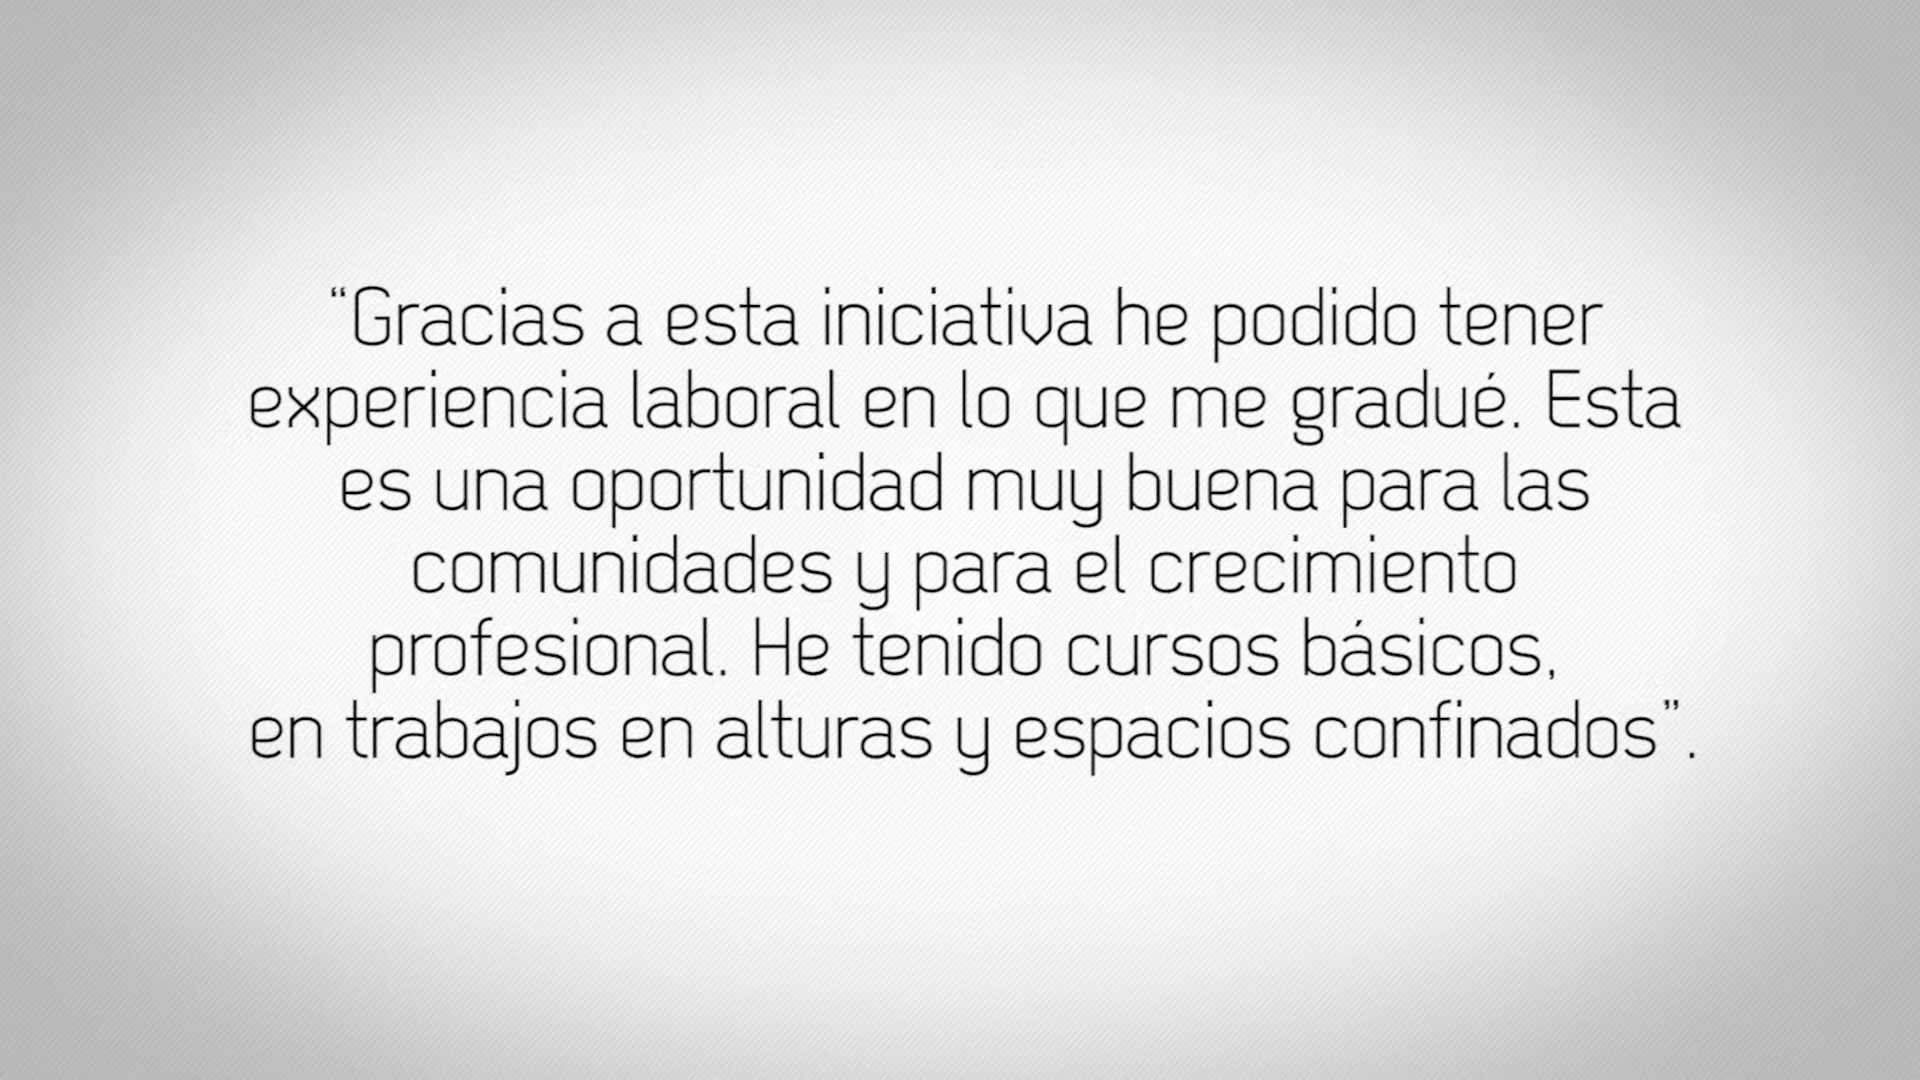 “Gracias a esta iniciativa he podido tener
experiencia laboral en lo que me gradué. Esta
es una oportunidad muy buena para las
comunidades y para el crecimiento
profesional. He tenido cursos básicos,
en trabajos en alturas y espacios confinados”.